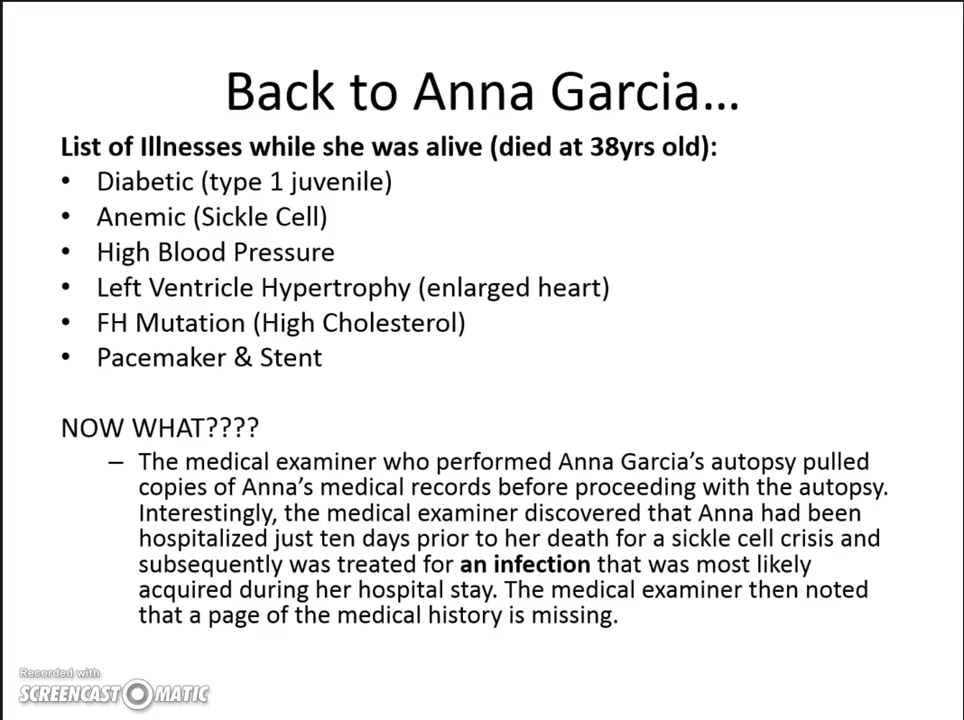 Back to Anna Garcia...
List of Illnesses while she was alive (died at 38yrs old):
• Diabetic (type 1 juvenile)
• Anemic (Sickle Cell)
• High Blood Pressure
• Left Ventricle Hypertrophy (enlarged heart)
• FH Mutation (High Cholesterol)
• Pacemaker & Stent
NOW WHAT????
– The medical examiner who performed Anna Garcia’s autopsy pulled
copies of Anna’s medical records before proceeding with the autopsy.
Interestingly, the medical examiner discovered that Anna had been
hospitalized just ten days prior to her death for a sickle cell crisis and
subsequently was treated for an infection that was most likely
acquired during her hospital stay. The medical examiner then noted
that a page of the medical history is missing.
Recorded with
SCREENCAST-O-MATIC